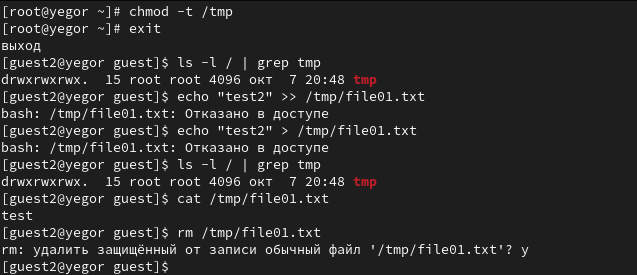 [root@yegor ~]# chmod -t /tmp
[root@yegor ~]# exit
выход
[guest2@yegor guest]$ ls -l / | grep tmp
drwxrwxrwx.  15 root root 4096 окт  7 20:48 tmp
[guest2@yegor guest]$ echo "test2" >> /tmp/file01.txt
bash: /tmp/file01.txt: Отказано в доступе
[guest2@yegor guest]$ echo "test2" > /tmp/file01.txt
bash: /tmp/file01.txt: Отказано в доступе
[guest2@yegor guest]$ ls -l / | grep tmp
drwxrwxrwx.  15 root root 4096 окт  7 20:48 tmp
[guest2@yegor guest]$ cat /tmp/file01.txt
test
[guest2@yegor guest]$ rm /tmp/file01.txt
rm: удалить защищённый от записи обычный файл '/tmp/file01.txt'? y
[guest2@yegor guest]$